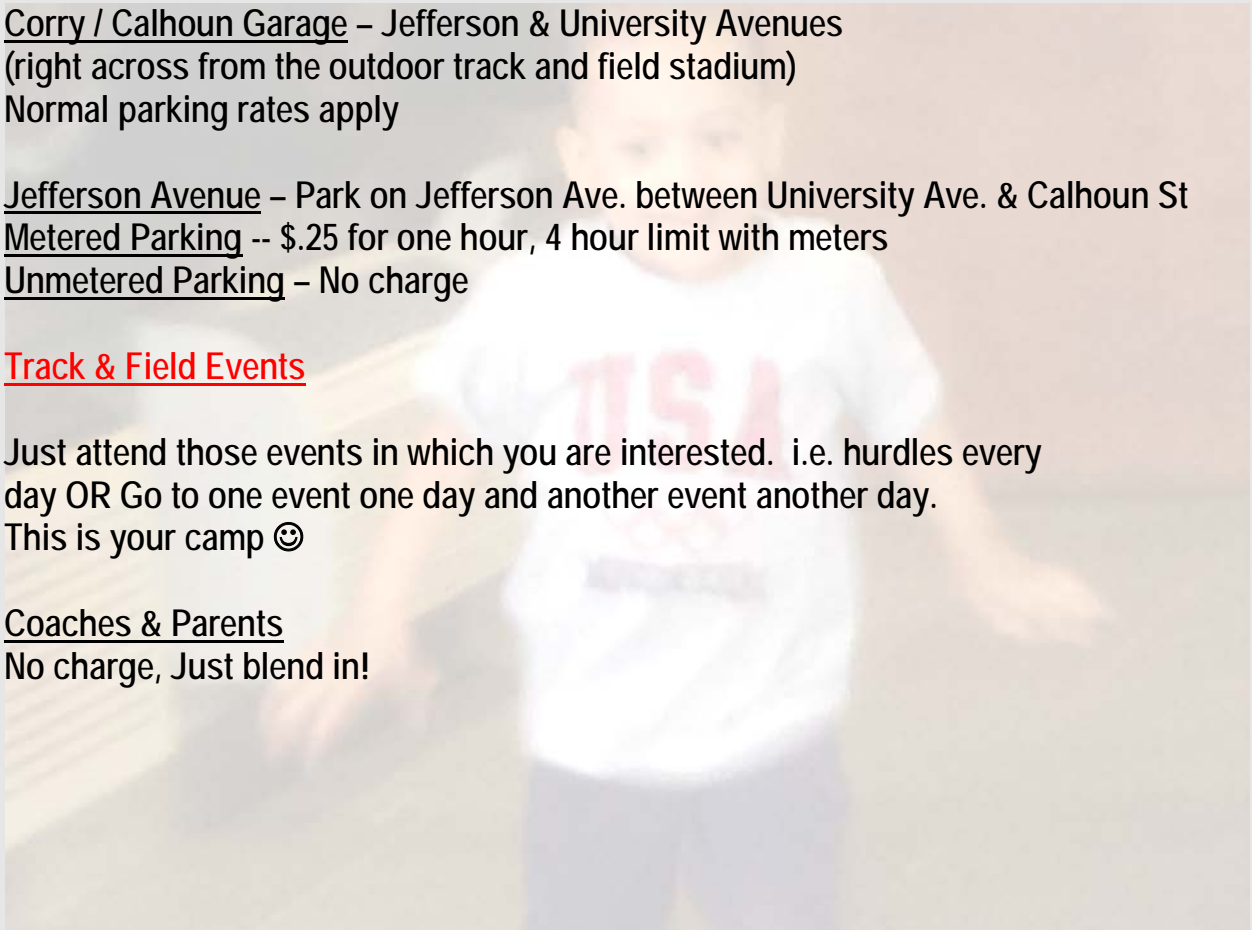 Corry / Calhoun Garage – Jefferson & University Avenues
(right across from the outdoor track and field stadium)
Normal parking rates apply
Jefferson Avenue – Park on Jefferson Ave. between University Ave. & Calhoun St
Metered Parking -- $.25 for one hour, 4 hour limit with meters
Unmetered Parking – No charge
Track & Field Events
Just attend those events in which you are interested.  i.e. hurdles every
day OR Go to one event one day and another event another day.
This is your camp ☺
Coaches & Parents
No charge, Just blend in!
USA